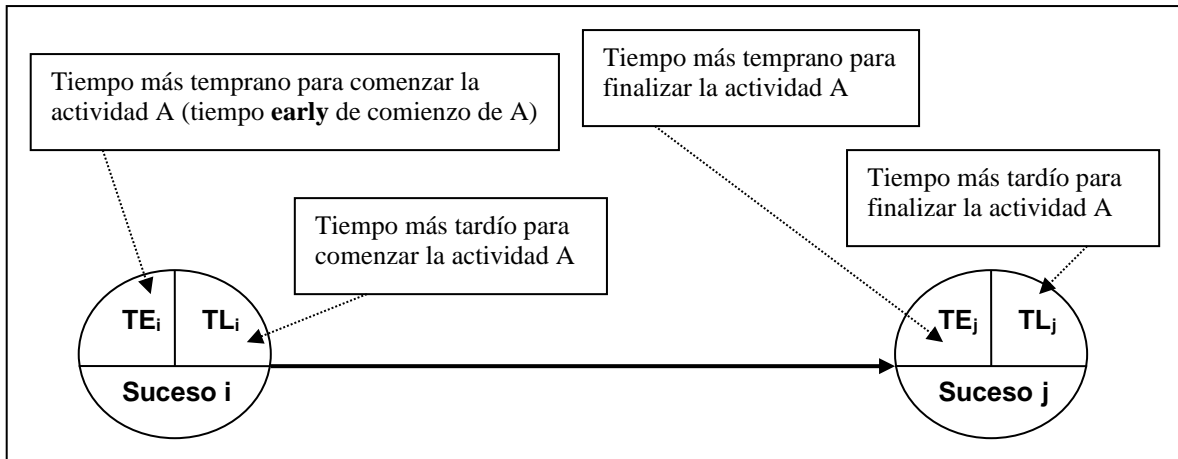 Tiempo más temprano para comenzar la
actividad A (tiempo early de comienzo de A)
Tiempo más temprano para
finalizar la actividad A
Tiempo más tardío para
comenzar la actividad A
Tiempo más tardío para
finalizar la actividad A
TEi
TLi
Suceso i
TEj
TLj
Suceso j